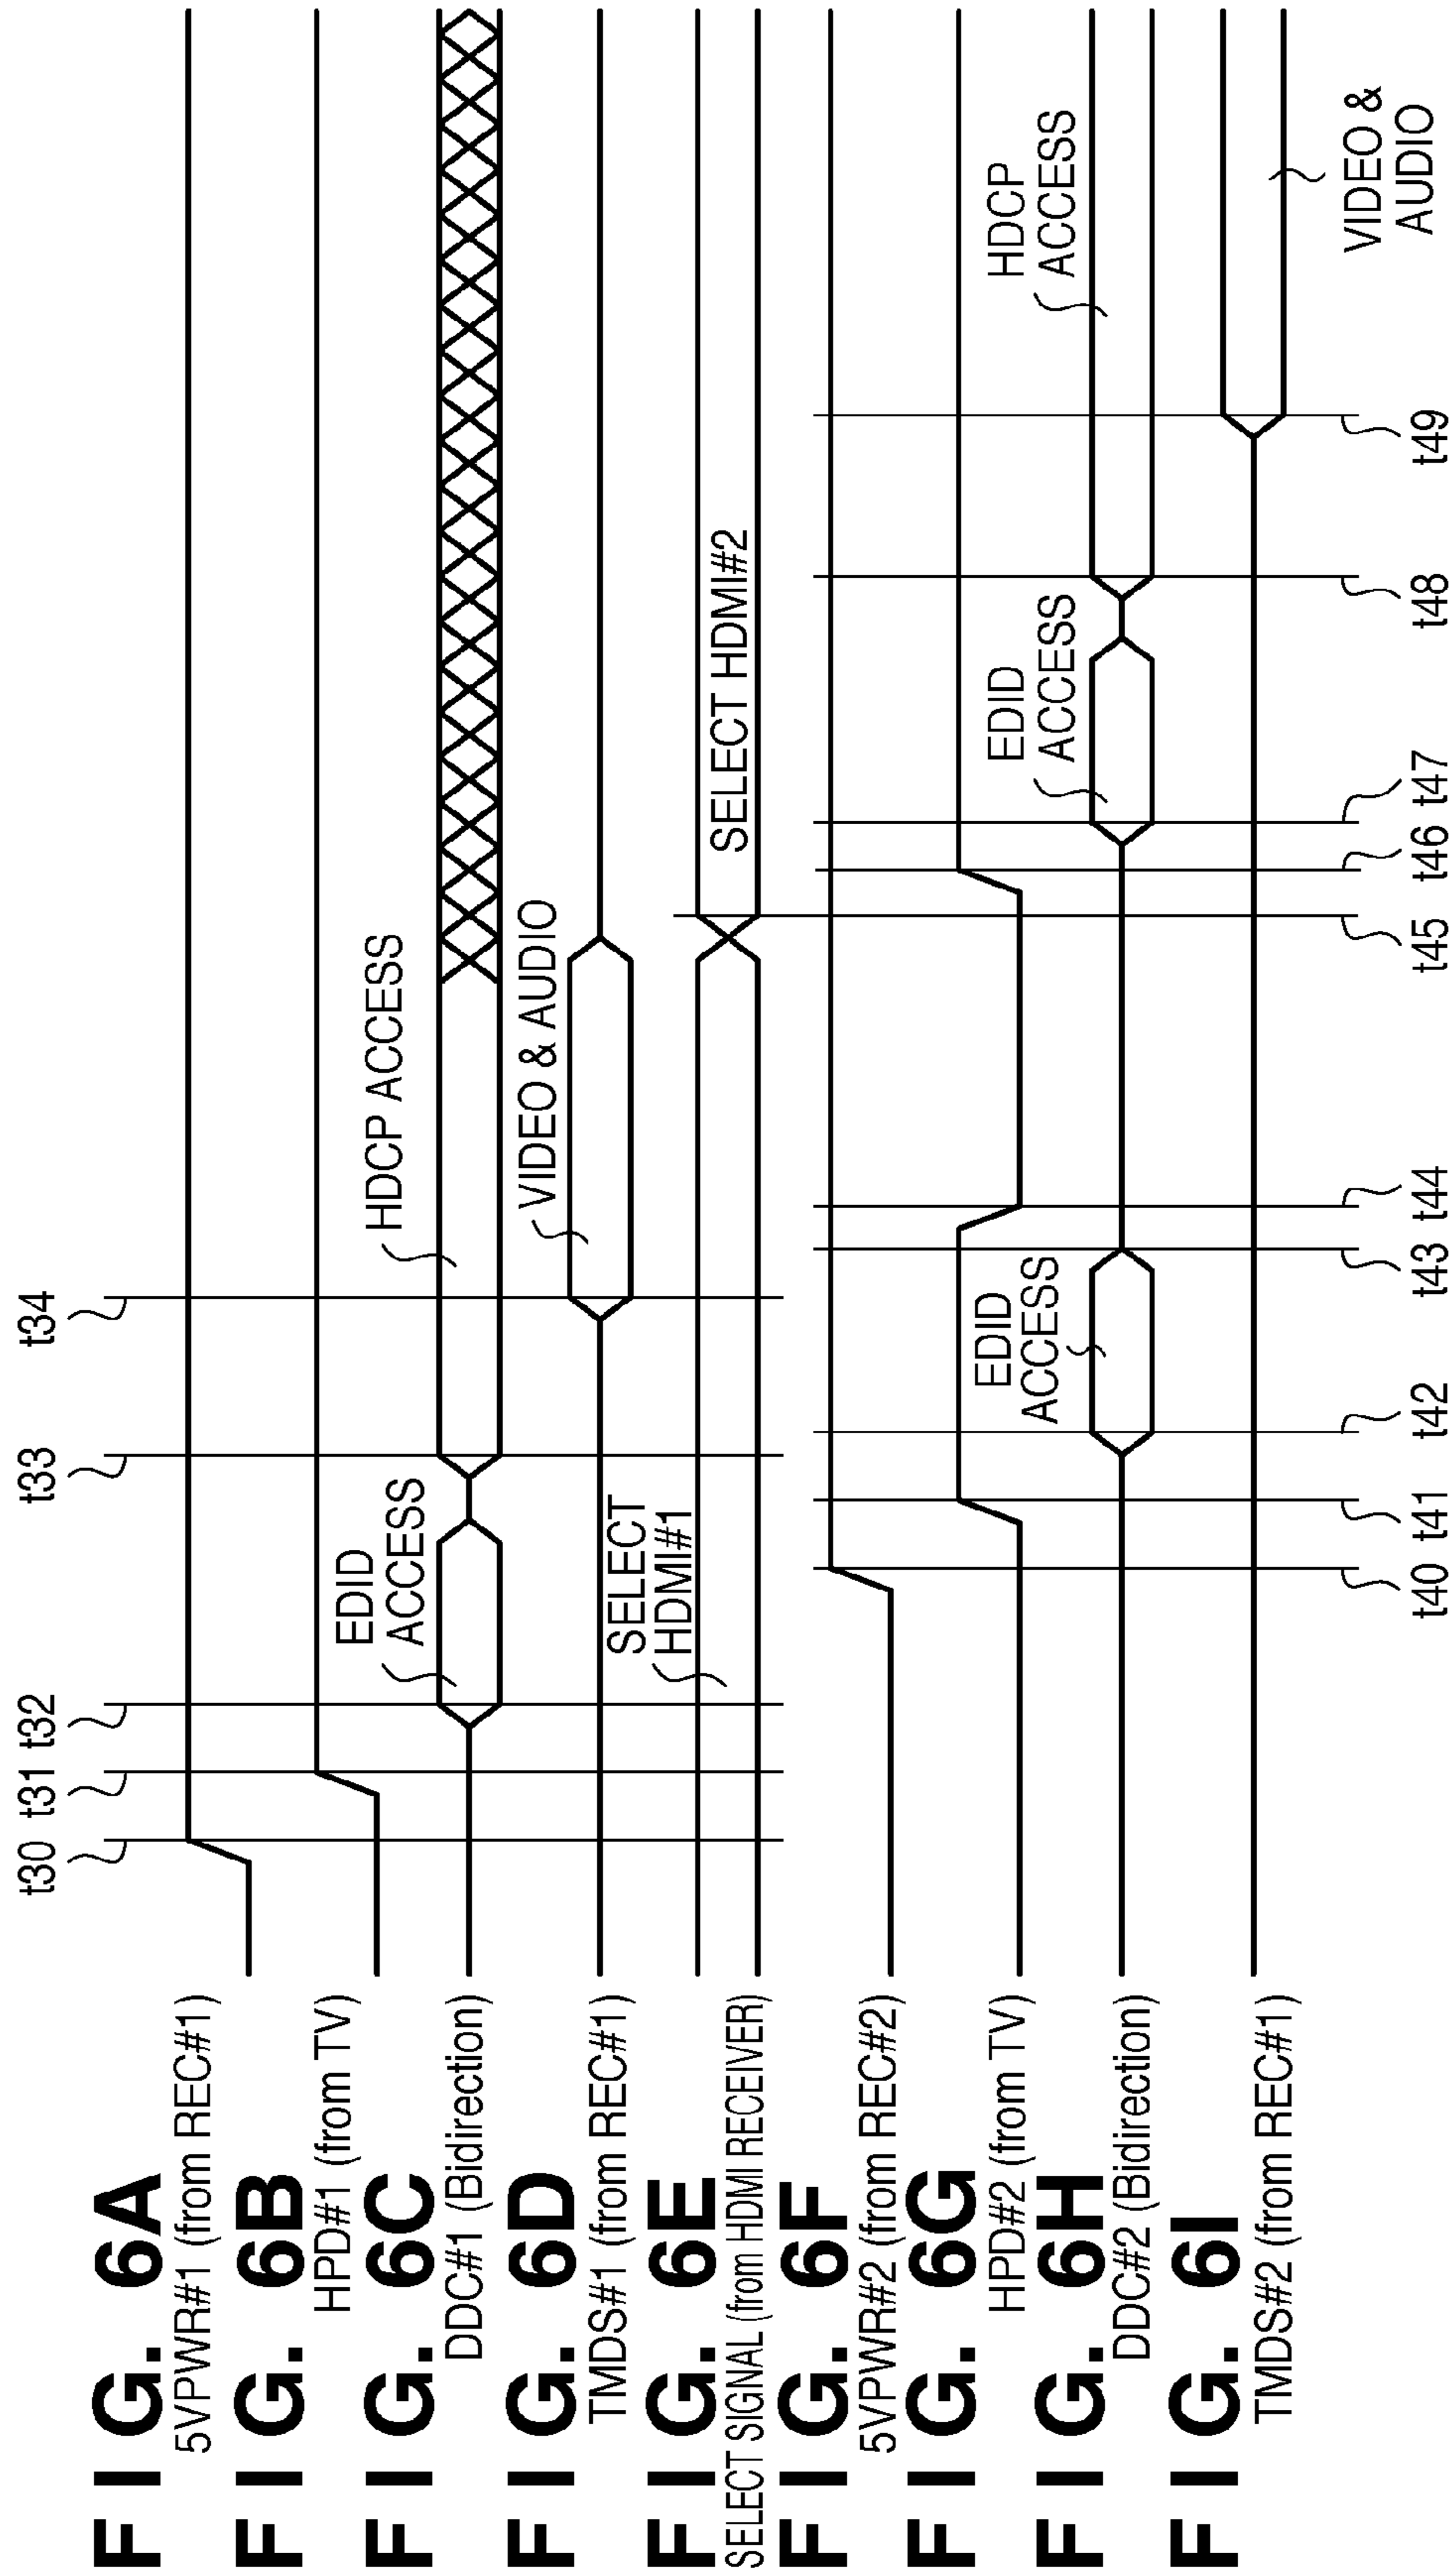 t30 t31 t32 t33 t34
FIG. 6A
5VPWR#1 (from REC#1)
FIG. 6B
HPD#1 (from TV)
FIG. 6C
DDC#1 (Bidirection)
EDID
ACCESS
HDCP ACCESS
FIG. 6D
TMDS#1 (from REC#1)
VIDEO & AUDIO
FIG. 6E
SELECT SIGNAL (from HDMI RECEIVER)
SELECT
HDMI#1
SELECT HDMI#2
FIG. 6F
5VPWR#2 (from REC#2)
FIG. 6G
HPD#2 (from TV)
FIG. 6H
DDC#2 (Bidirection)
EDID
ACCESS
EDID
ACCESS
HDCP
ACCESS
FIG. 6I
TMDS#2 (from REC#1)
VIDEO &
AUDIO
t40 t41 t42 t43 t44 t45 t46 t47 t48 t49